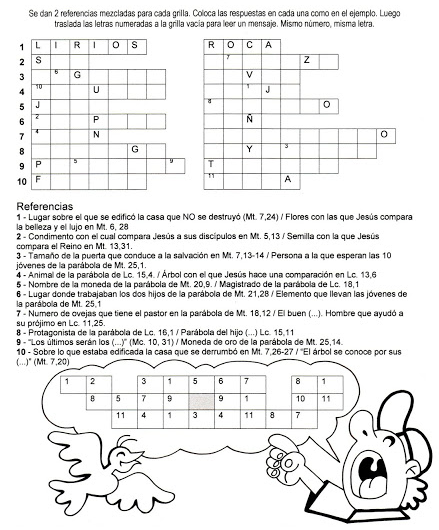 Se dan 2 referencias mezcladas para cada grilla. Coloca las respuestas en cada una como en el ejemplo. Luego
traslada las letras numeradas a la grilla vacía para leer un mensaje. Mismo número, misma letra.
1 L I R I O S R O C A
2 S 7 Z
3 6 G V
4 10 U 1 J
5 J 8 O
6 2 P Ñ
7 4 N O
8 G Y 3
9 P 5 9 T
10 F 11 A
Referencias
1 - Lugar sobre el que se edificó la casa que NO se destruyó (Mt. 7,24) / Flores con las que Jesús compara
la belleza y el lujo en Mt. 6, 28
2 - Condimento con el cual compara Jesús a sus discípulos en Mt. 5,13 / Semilla con la que Jesús
compara el Reino en Mt. 13,31.
3 - Tamaño de la puerta que conduce a la salvación en Mt. 7,13-14 / Persona a la que esperan las 10
jóvenes de la parábola de Mt. 25,1.
4 - Animal de la parábola de Lc. 15,4. / Árbol con el que Jesús hace una comparación en Lc. 13,6
5 - Nombre de la moneda de la parábola de Mt. 20,9. / Magistrado de la parábola de Lc. 18,1
6 - Lugar donde trabajaban los dos hijos de la parábola de Mt. 21,28 / Elemento que llevan las jóvenes de
la parábola de Mt. 25,1
7 - Numero de ovejas que tiene el pastor en la parábola de Mt. 18,12 / El buen (...). Hombre que ayudó a
su prójimo en Lc. 11,25.
8 - Protagonista de la parábola de Lc. 16,1 / Parábola del hijo (...) Lc. 15,11
9 - "Los últimos serán los (...)" (Mc. 10, 31) / Moneda de oro de la parábola de Mt. 25,14.
10 - Sobre lo que estaba edificada la casa que se derrumbó en Mt. 7,26-27 / "El árbol se conoce por sus
(...)" (Mt. 7,20)
1 2 3 1 5 6 7 8 1
8 5 7 9 9 1 10 11
11 4 1 3 4 11 8 7